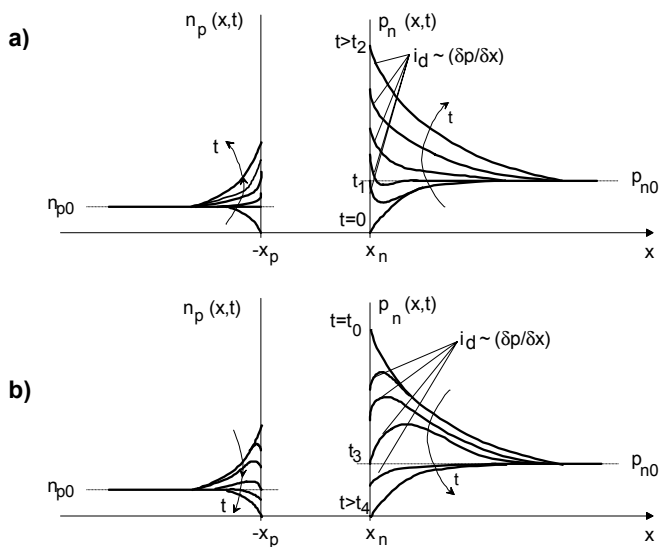 a)
n_p (x,t)
p_n (x,t)
t>t_2
i_d ~ (δp/δx)
t
t
n_p0
t_1
p_n0
t=0
-x_p
x_n
x
b)
n_p (x,t)
p_n (x,t)
t=t_0
i_d ~ (δp/δx)
t_3
p_n0
n_p0
t
t
t>t_4
-x_p
x_n
x